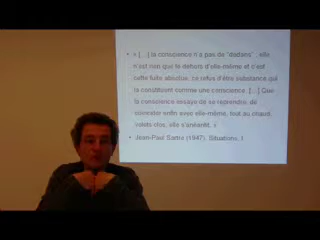 « […] la conscience n'a pas de "dedans" ; elle
n'est rien que le dehors d'elle-même et c'est
cette fuite absolue, ce refus d'être substance qui
la constituent comme une conscience. […] Que
la conscience essaye de se reprendre, de
coïncider enfin avec elle-même, tout au chaud,
volets clos, elle s'anéantit. »
Jean-Paul Sartre (1947). Situations, I